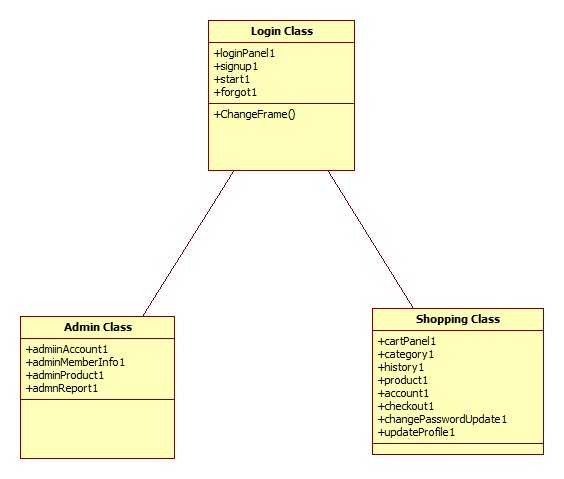 Login Class
+loginPanel1
+signup1
+start1
+forgot1
+ChangeFrame()
Admin Class
+admiinAccount1
+adminMemberInfo1
+adminProduct1
+admnReport1
Shopping Class
+cartPanel1
+category1
+history1
+product1
+account1
+checkout1
+changePasswordUpdate1
+updateProfile1